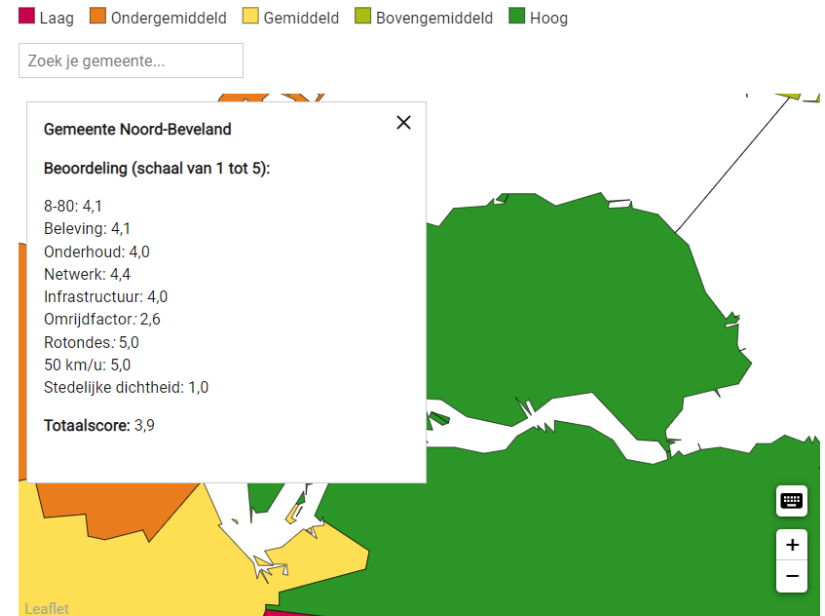 Laag Ondergemiddeld Gemiddeld Bovengemiddeld Hoog
Zoek je gemeente...
Gemeente Noord-Beveland
Beoordeling (schaal van 1 tot 5):
8-80: 4,1
Beleving: 4,1
Onderhoud: 4,0
Netwerk: 4,4
Infrastructuur: 4,0
Omrijdfactor: 2,6
Rotondes: 5,0
50 km/u: 5,0
Stedelijke dichtheid: 1,0
Totaalscore: 3,9
+
−
Leaflet